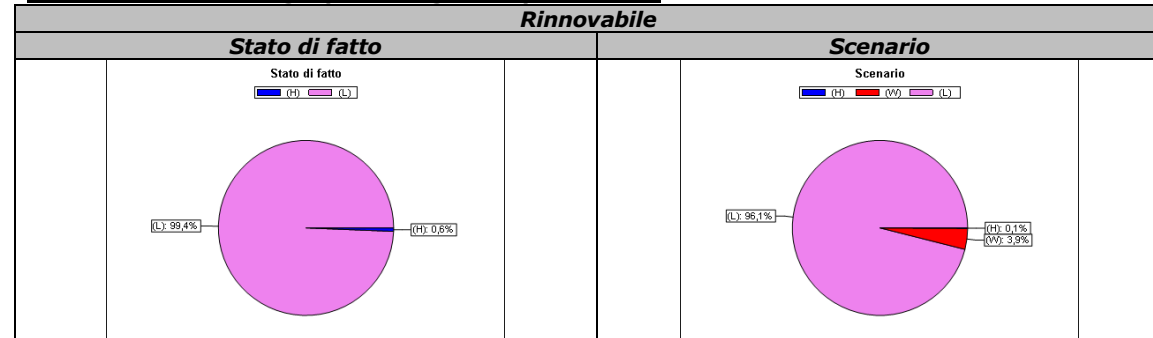 Rinnovabile
Stato di fatto
Scenario
Stato di fatto
(H) (L)
(L): 99,4%
(H): 0,6%
Scenario
(H) (W) (L)
(L): 96,1%
(H): 0,1%
(W): 3,9%